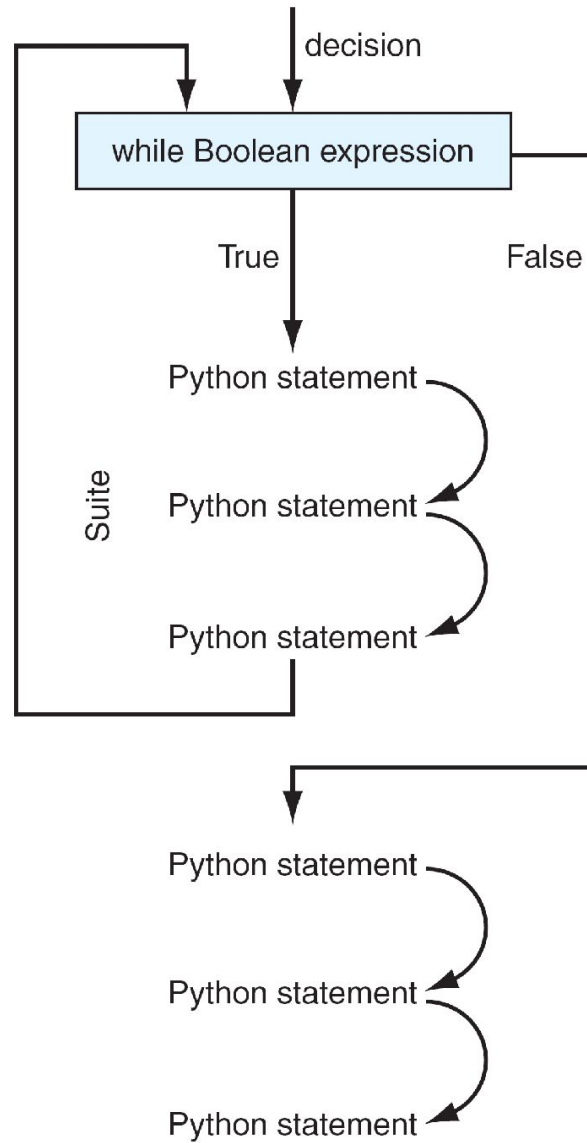 decision
while Boolean expression
True
False
Python statement
Suite
Python statement
Python statement
Python statement
Python statement
Python statement